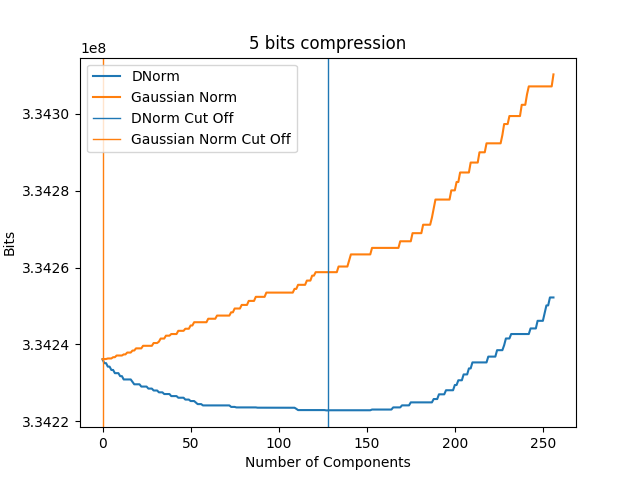 5 bits compression
1e8
DNorm
Gaussian Norm
DNorm Cut Off
Gaussian Norm Cut Off
3.3430
3.3428
3.3426
3.3424
3.3422
Bits
0 50 100 150 200 250
Number of Components